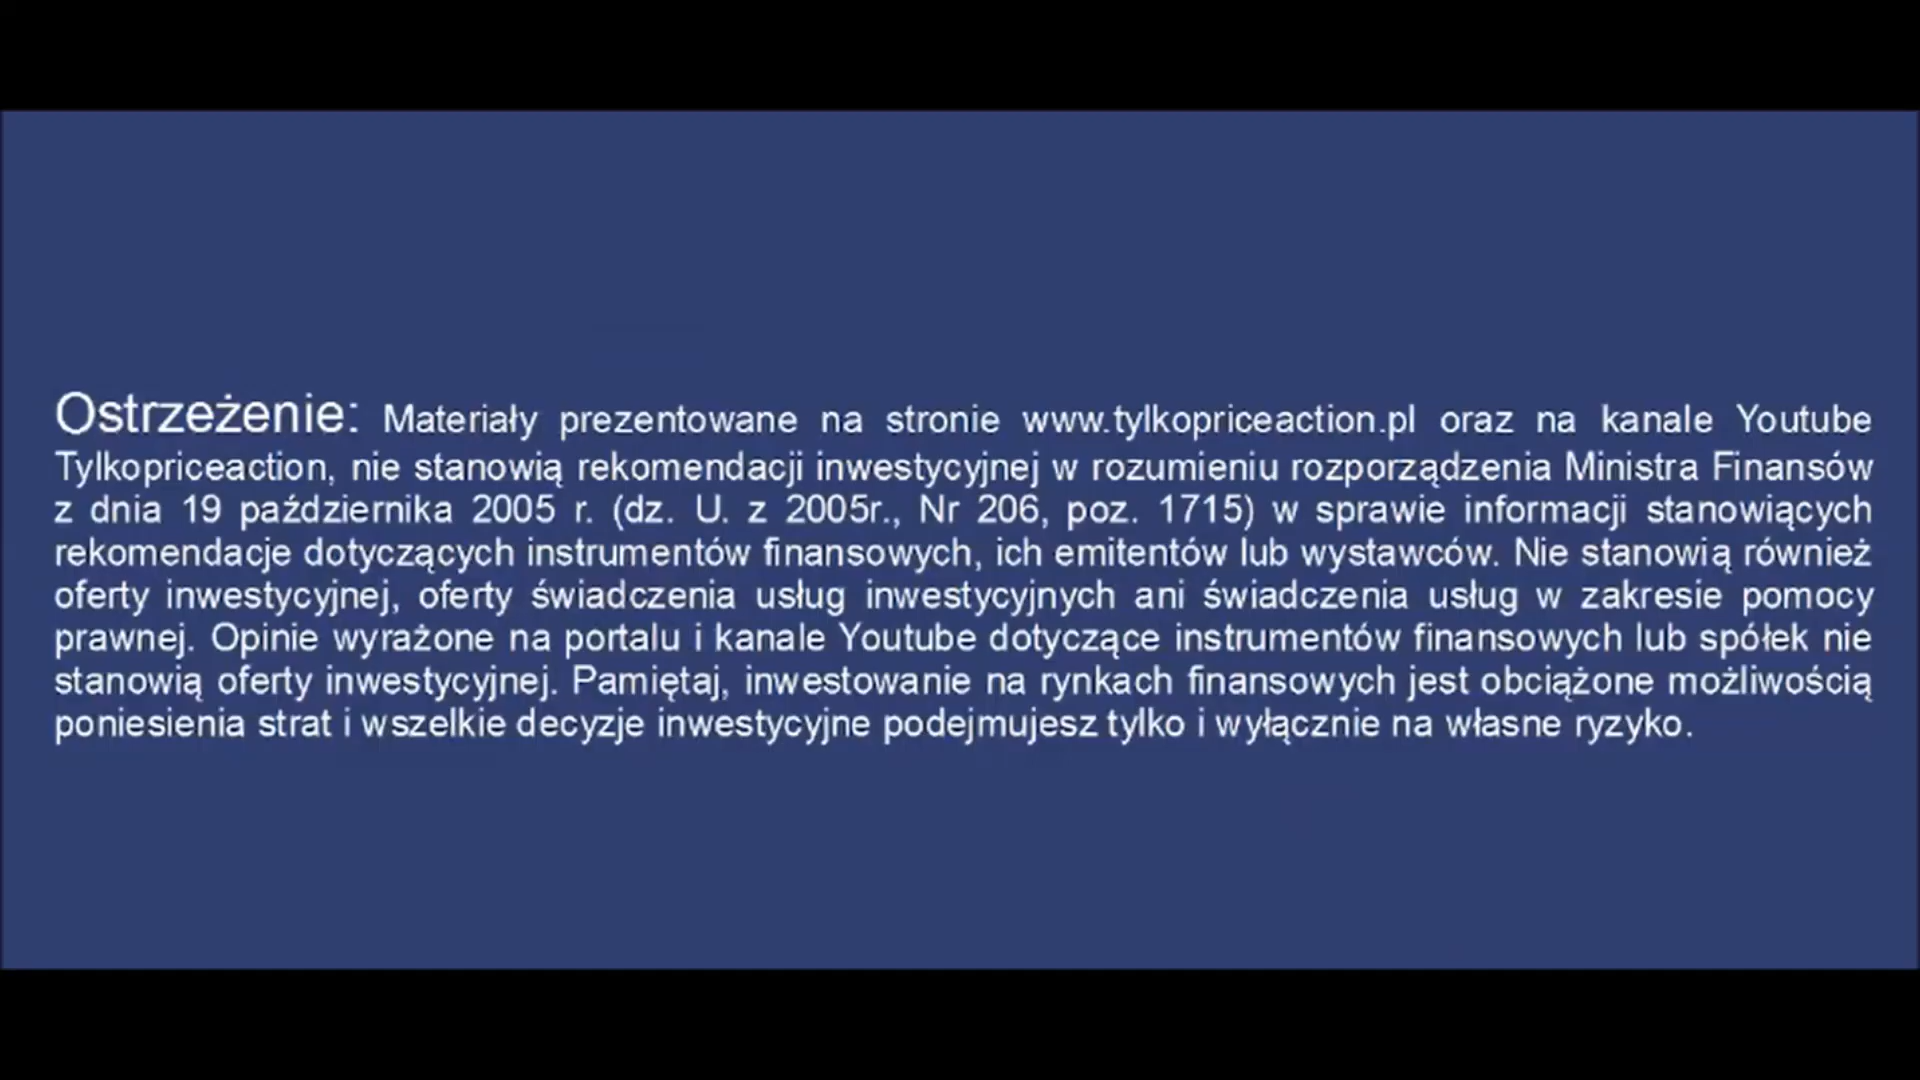 Ostrzeżenie: Materiały prezentowane na stronie www.tylkopriceaction.pl oraz na kanale Youtube
Tylkopriceaction, nie stanowią rekomendacji inwestycyjnej w rozumieniu rozporządzenia Ministra Finansów
z dnia 19 października 2005 r. (dz. U. z 2005r., Nr 206, poz. 1715) w sprawie informacji stanowiących
rekomendacje dotyczących instrumentów finansowych, ich emitentów lub wystawców. Nie stanowią również
oferty inwestycyjnej, oferty świadczenia usług inwestycyjnych ani świadczenia usług w zakresie pomocy
prawnej. Opinie wyrażone na portalu i kanale Youtube dotyczące instrumentów finansowych lub spółek nie
stanowią oferty inwestycyjnej. Pamiętaj, inwestowanie na rynkach finansowych jest obciążone możliwością
poniesienia strat i wszelkie decyzje inwestycyjne podejmujesz tylko i wyłącznie na własne ryzyko.